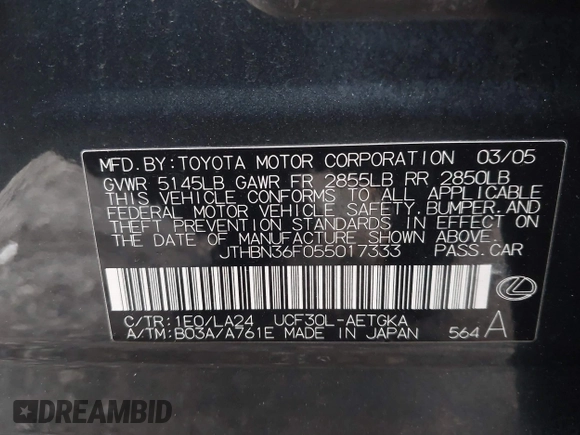 MFD. BY: TOYOTA MOTOR CORPORATION 03/05
GVWR 5145LB GAWR FR 2855LB RR 2850LB
THIS VEHICLE CONFORMS TO ALL APPLICABLE
FEDERAL MOTOR VEHICLE SAFETY, BUMPER, AND
THEFT PREVENTION STANDARDS IN EFFECT ON
THE DATE OF MANUFACTURE SHOWN ABOVE.
JTHBN36F055017333 PASS. CAR
C/TR: 1E0/LA24 UCF30L-AETGKA
A/TM: B03A/A761E MADE IN JAPAN 564 A
DREAMBID